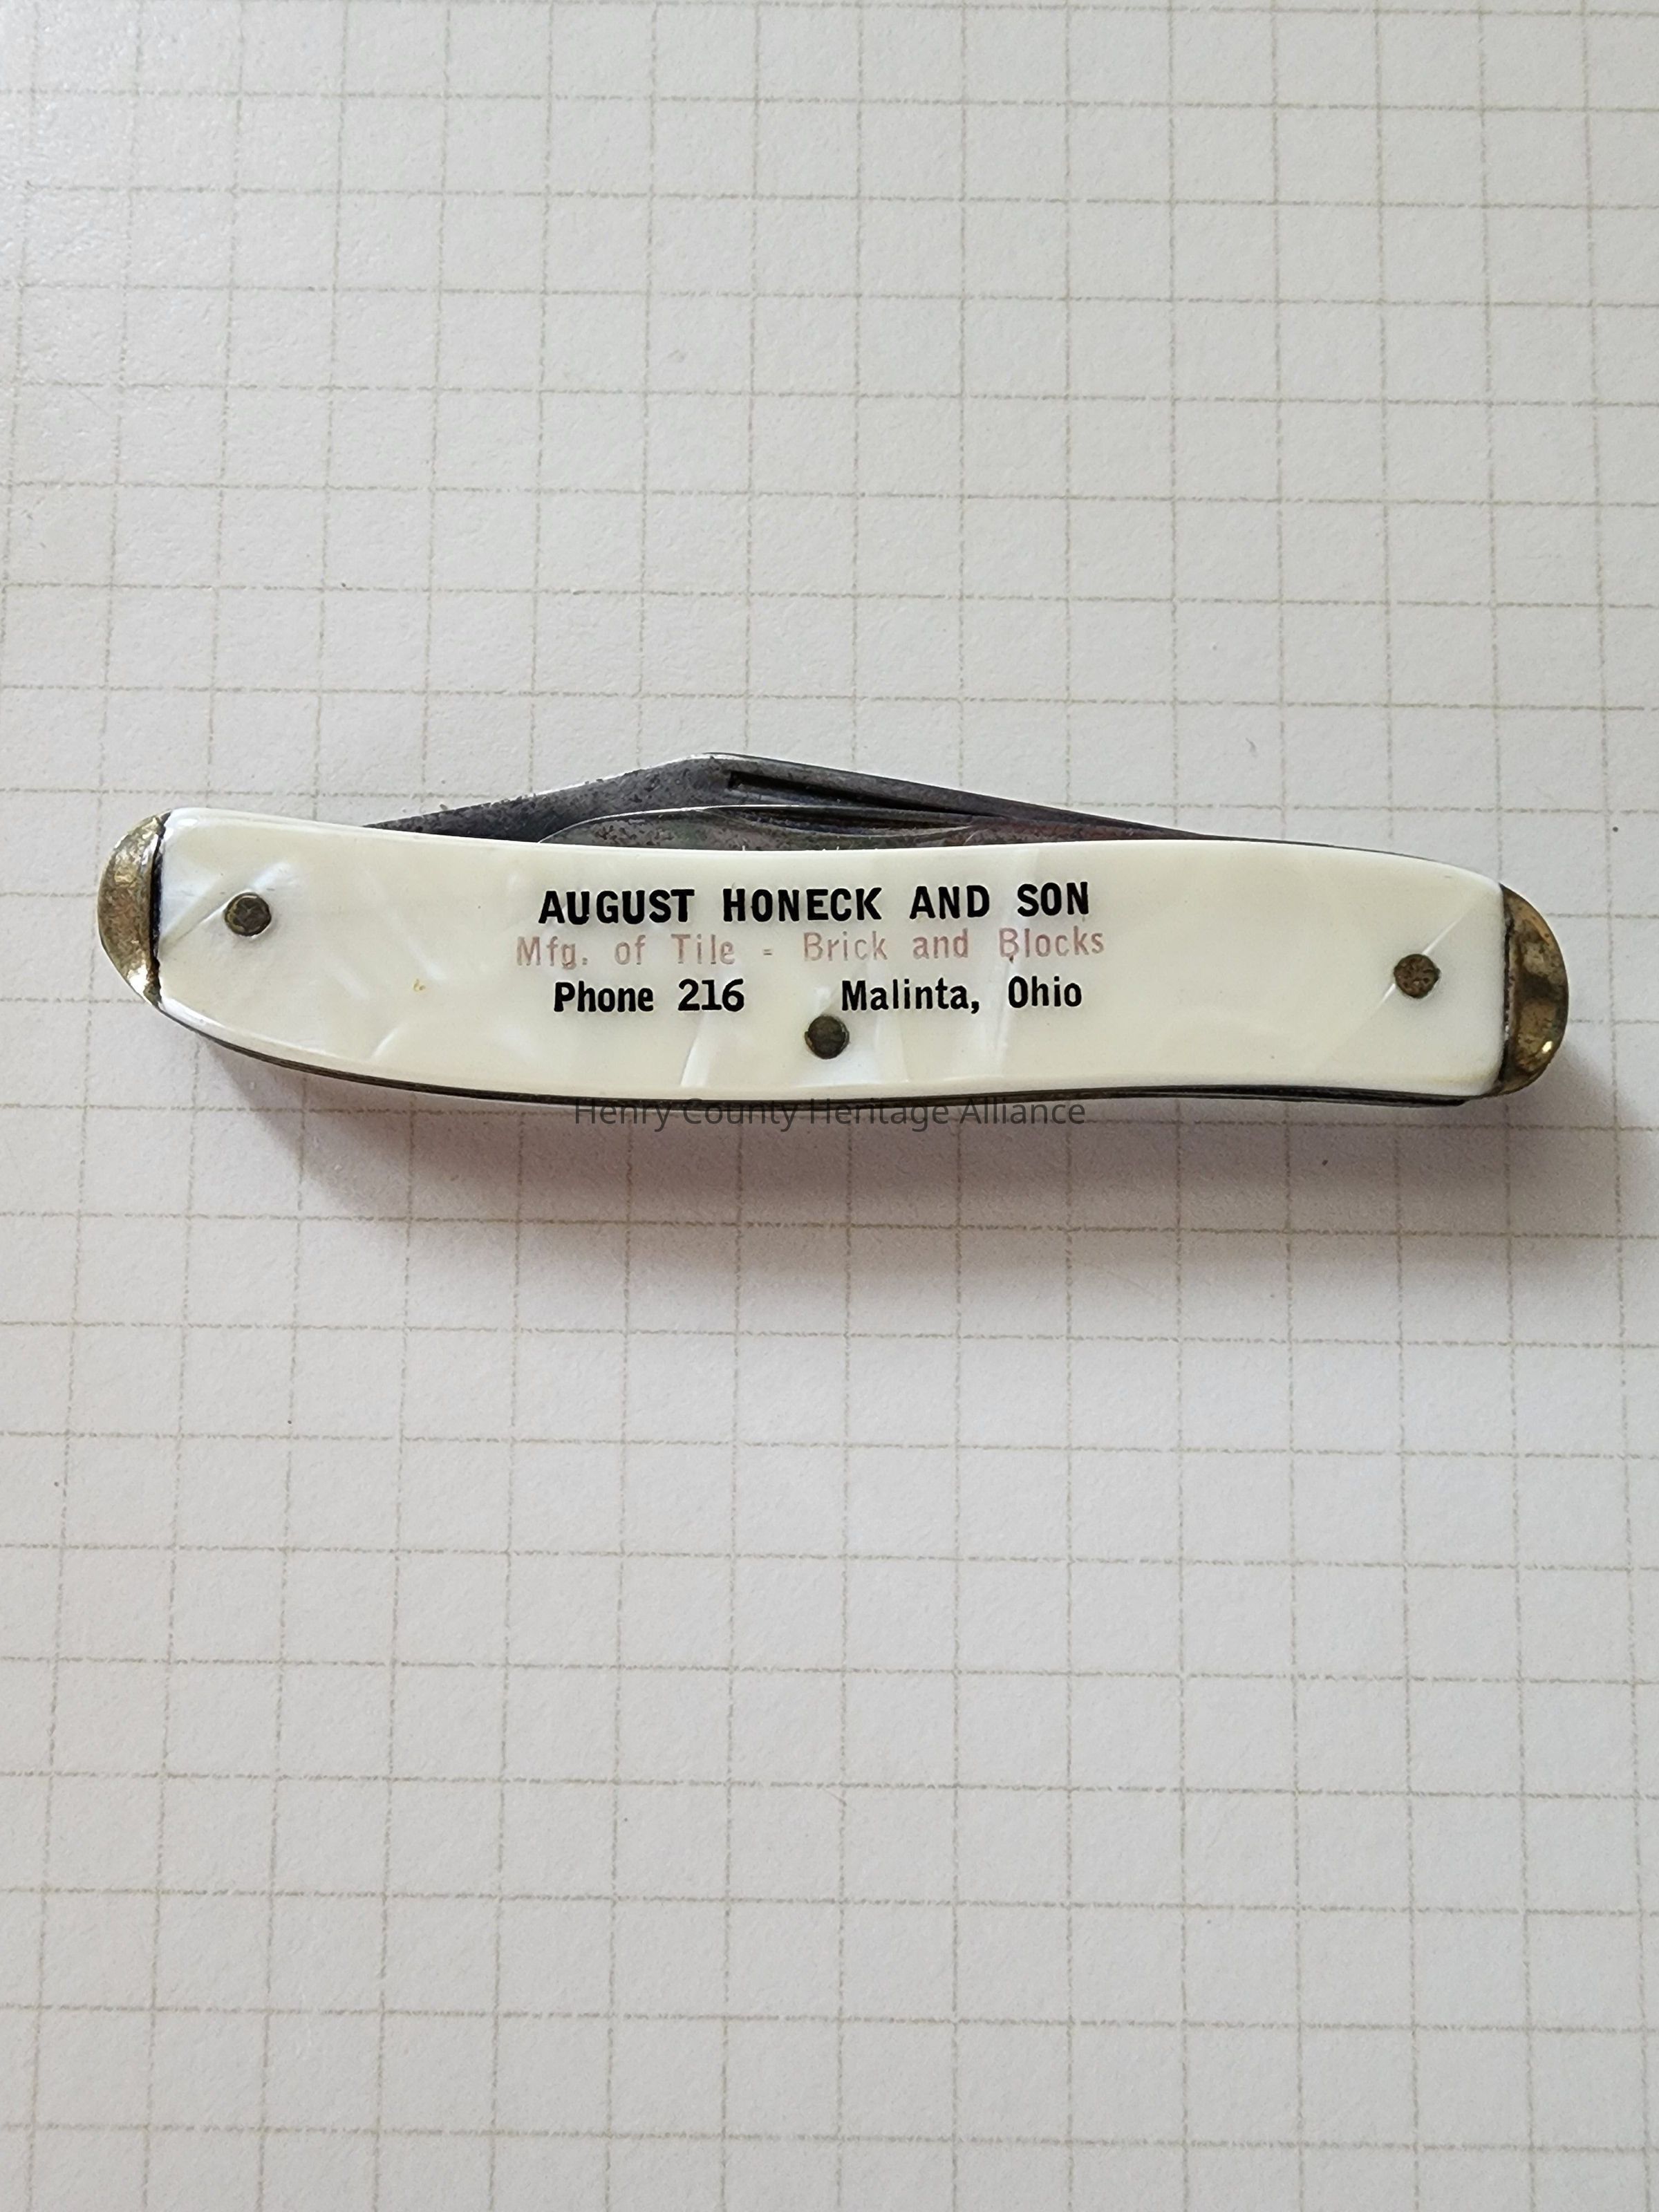 AUGUST HONECK AND SON
Mfg. of Tile - Brick and Blocks
Phone 216 Malinta, Ohio
Henry County Heritage Alliance